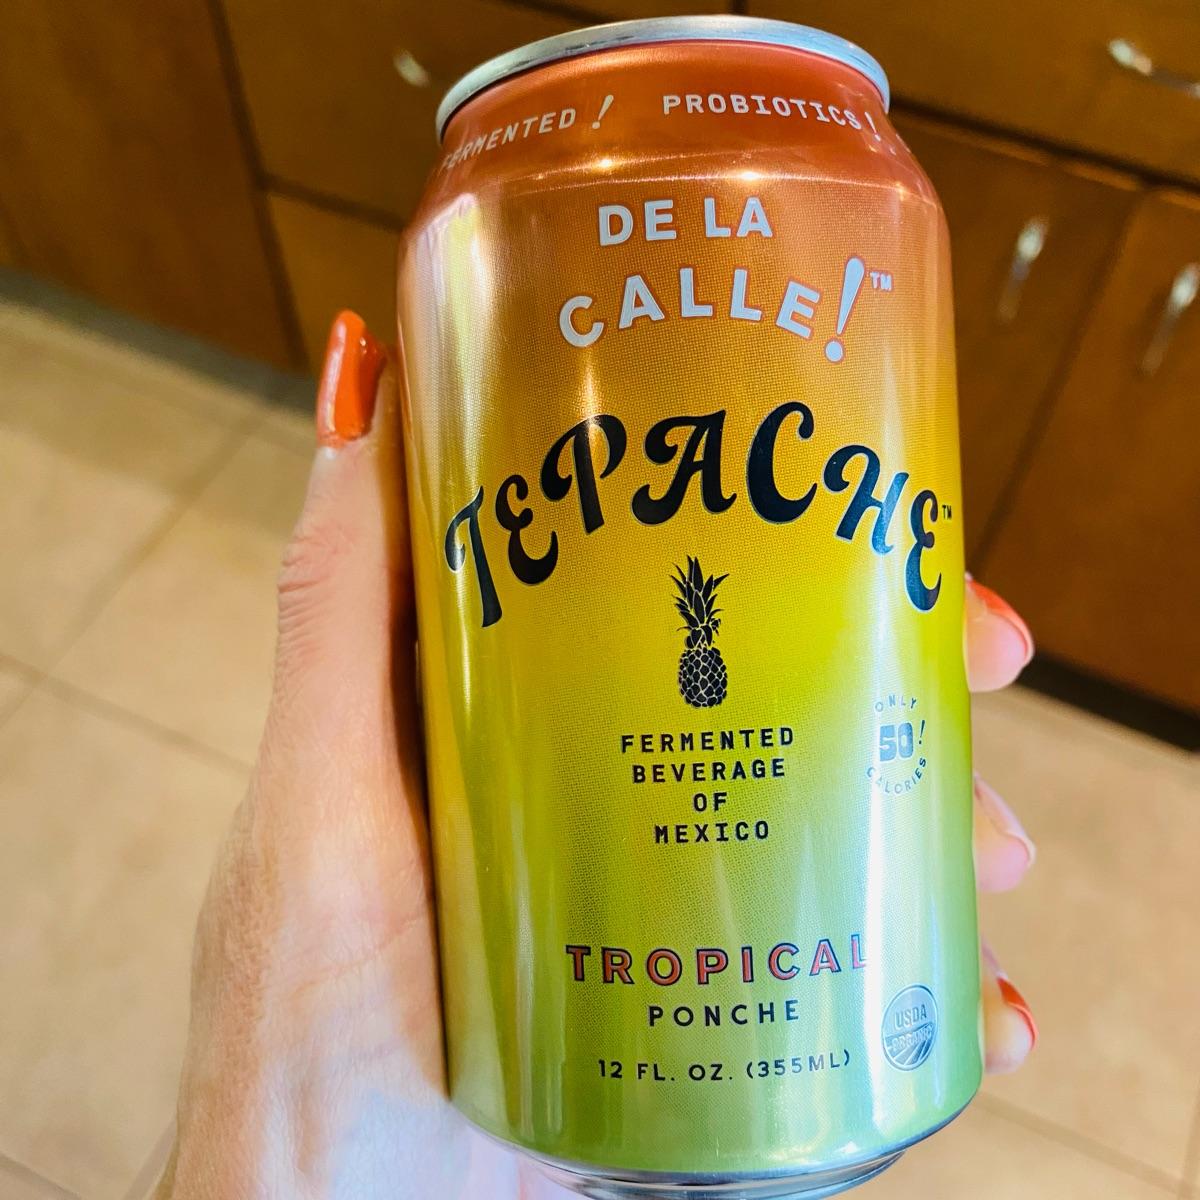 FERMENTED! PROBIOTICS!
DE LA
CALLE!™
TEPACHE™
FERMENTED
BEVERAGE
OF
MEXICO
ONLY
50!
CALORIES
TROPICAL
PONCHE
USDA
ORGANIC
12 FL. OZ. (355ML)